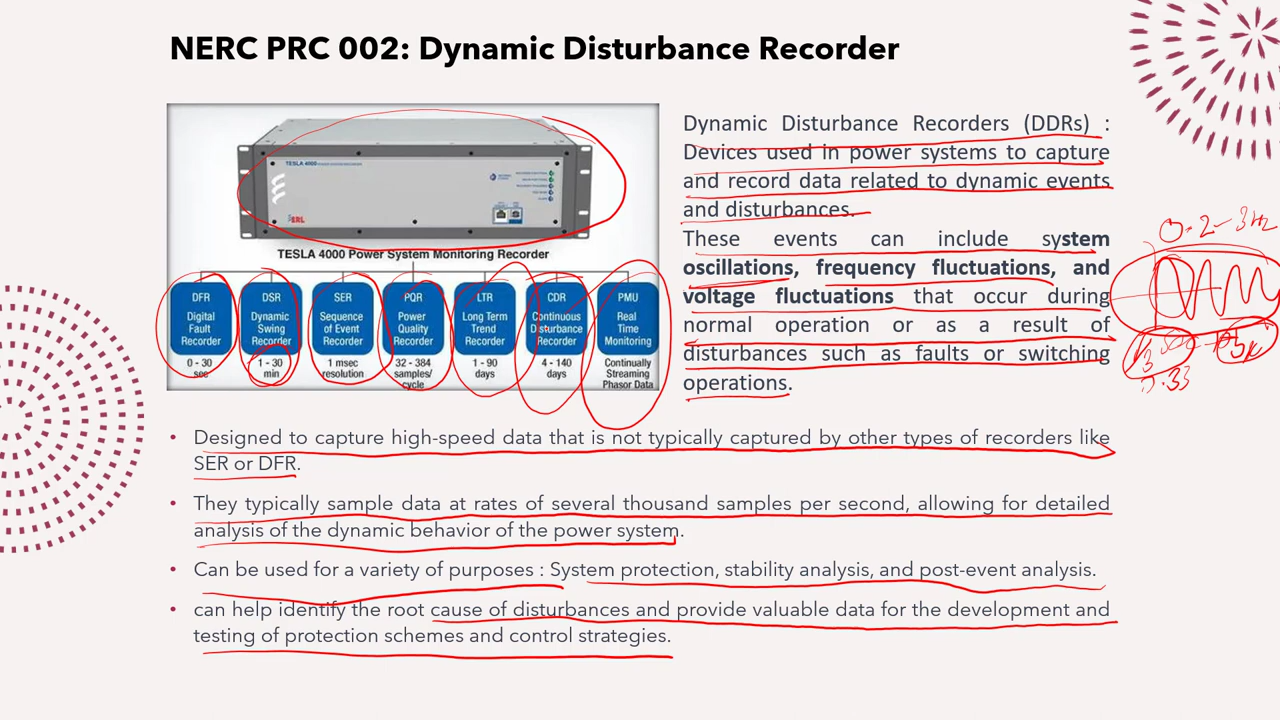 NERC PRC 002: Dynamic Disturbance Recorder
TESLA 4000 POWER SYSTEM RECORDER
ERL
TESLA 4000 Power System Monitoring Recorder
DFR
Digital
Fault
Recorder
0 - 30
sec
DSR
Dynamic
Swing
Recorder
1 - 30
min
SER
Sequence
of Event
Recorder
1 msec
resolution
PQR
Power
Quality
Recorder
32 - 384
samples/
cycle
LTR
Long Term
Trend
Recorder
1 - 90
days
CDR
Continuous
Disturbance
Recorder
4 - 140
days
PMU
Real
Time
Monitoring
Continually
Streaming
Phasor Data
Dynamic Disturbance Recorders (DDRs) :
Devices used in power systems to capture
and record data related to dynamic events
and disturbances.
These events can include system
oscillations, frequency fluctuations, and
voltage fluctuations that occur during
normal operation or as a result of
disturbances such as faults or switching
operations.
0.2 - 3Hz
0.33
• Designed to capture high-speed data that is not typically captured by other types of recorders like
SER or DFR.
• They typically sample data at rates of several thousand samples per second, allowing for detailed
analysis of the dynamic behavior of the power system.
• Can be used for a variety of purposes : System protection, stability analysis, and post-event analysis.
• can help identify the root cause of disturbances and provide valuable data for the development and
testing of protection schemes and control strategies.